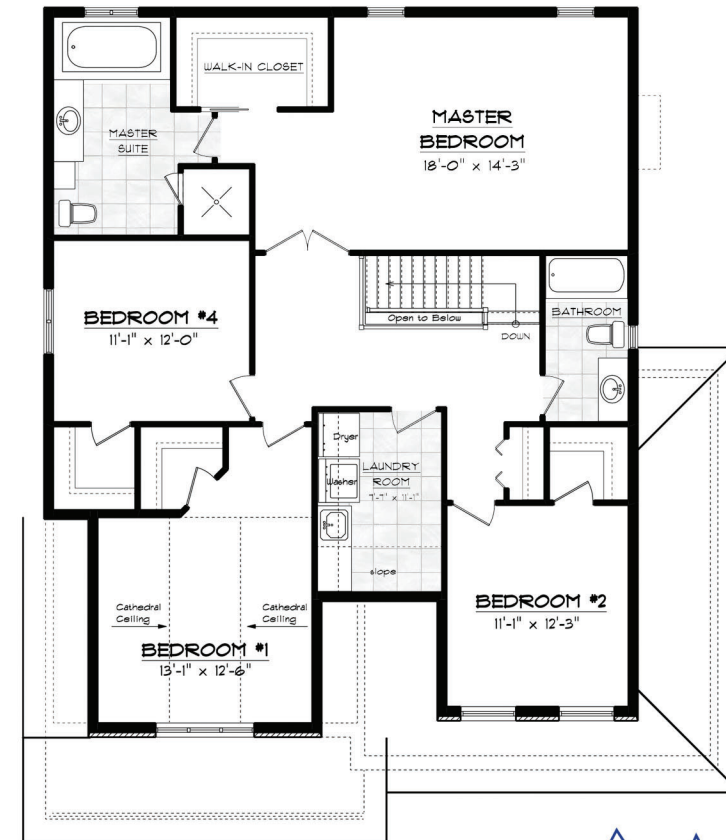 WALK-IN CLOSET
MASTER
SUITE
MASTER
BEDROOM
18'-0" x 14'-3"
BEDROOM #4
11'-1" x 12'-0"
Open to Below
DOWN
BATHROOM
Dryer
Washer
LAUNDRY
ROOM
slope
Cathedral
Ceiling
Cathedral
Ceiling
BEDROOM #1
13'-1" x 12'-6"
BEDROOM #2
11'-1" x 12'-3"